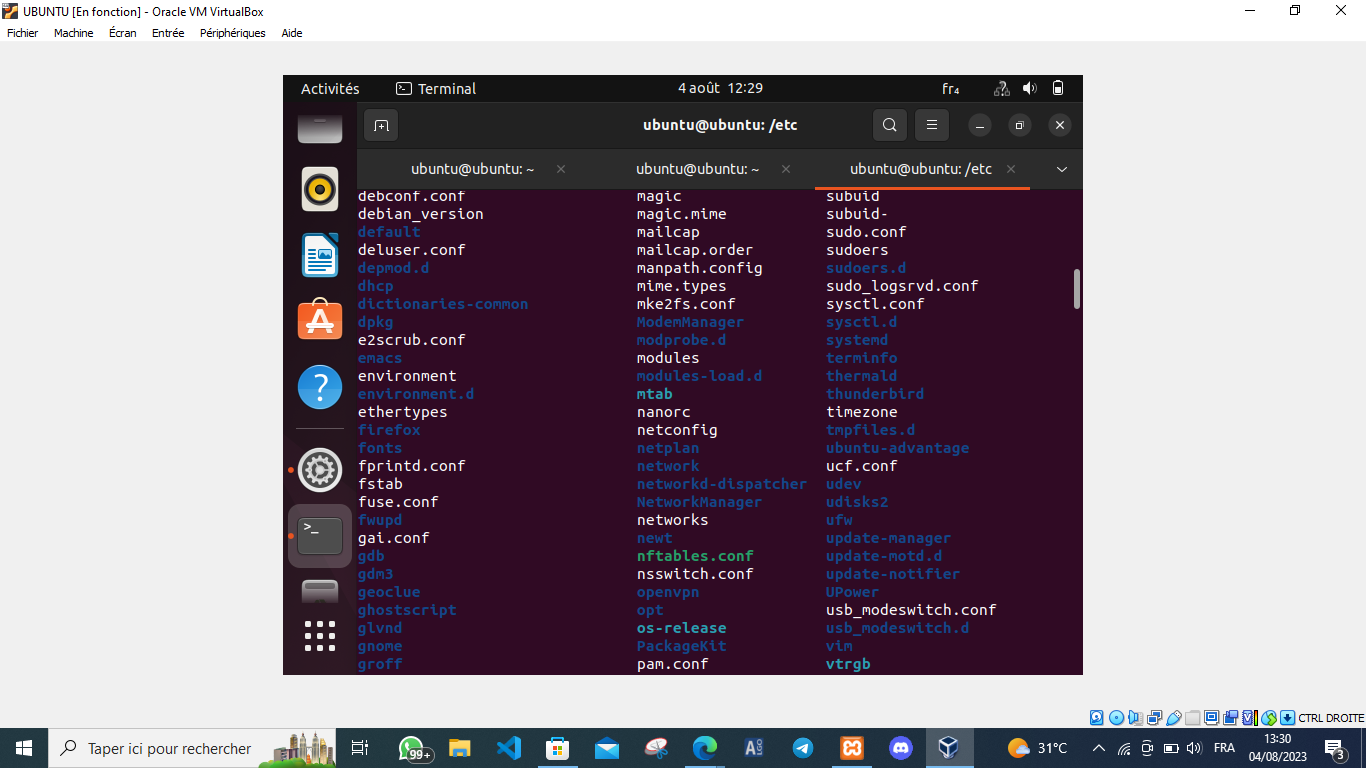 UBUNTU [En fonction] - Oracle VM VirtualBox
Fichier Machine Écran Entrée Périphériques Aide
Activités Terminal 4 août 12:29 fr₄
ubuntu@ubuntu: /etc
ubuntu@ubuntu: ~ ubuntu@ubuntu: ~ ubuntu@ubuntu: /etc
debconf.conf magic subuid
debian_version magic.mime subuid-
default mailcap sudo.conf
deluser.conf mailcap.order sudoers
depmod.d manpath.config sudoers.d
dhcp mime.types sudo_logsrvd.conf
dictionaries-common mke2fs.conf sysctl.conf
dpkg ModemManager sysctl.d
e2scrub.conf modprobe.d systemd
emacs modules terminfo
environment modules-load.d thermald
environment.d mtab thunderbird
ethertypes nanorc timezone
firefox netconfig tmpfiles.d
fonts netplan ubuntu-advantage
fprintd.conf network ucf.conf
fstab networkd-dispatcher udev
fuse.conf NetworkManager udisks2
fwupd networks ufw
gai.conf newt update-manager
gdb nftables.conf update-motd.d
gdm3 nsswitch.conf update-notifier
geoclue openvpn UPower
ghostscript opt usb_modeswitch.conf
glvnd os-release usb_modeswitch.d
gnome PackageKit vim
groff pam.conf vtrgb
CTRL DROITE
Taper ici pour rechercher 99+ 31°C FRA 13:30
04/08/2023 3